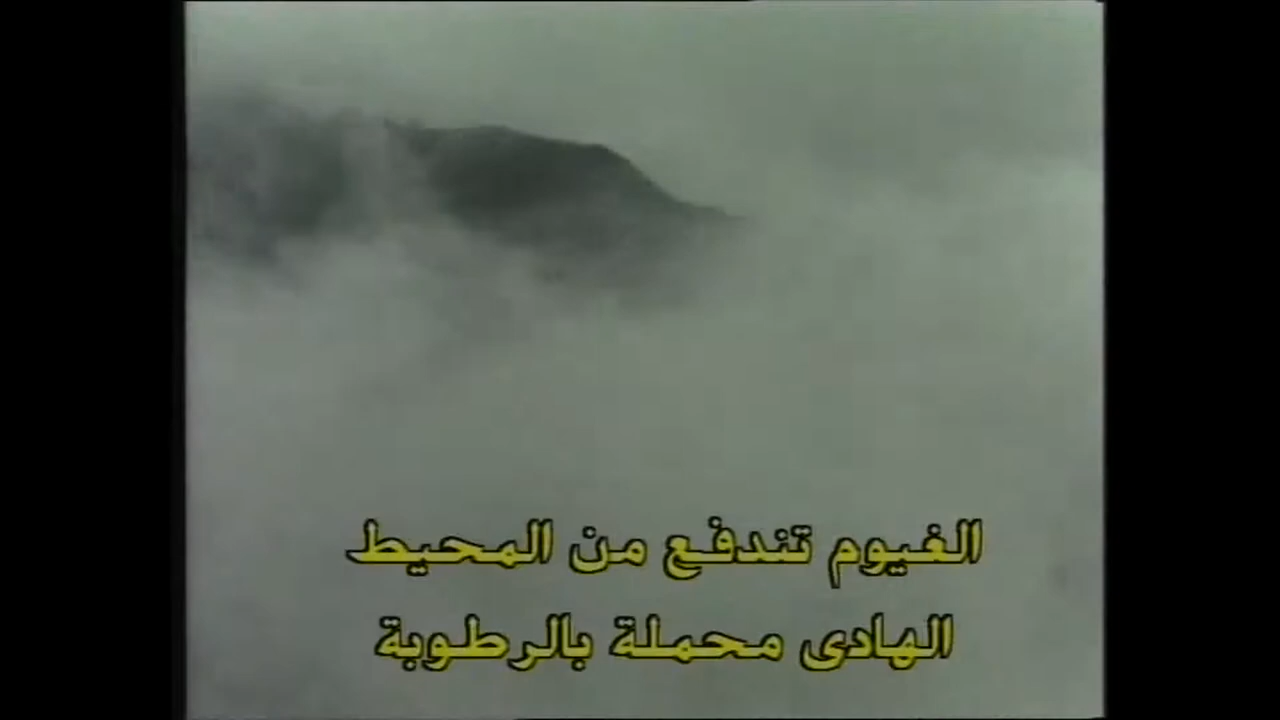 الغيوم تندفع من المحيط
الهادى محملة بالرطوبة